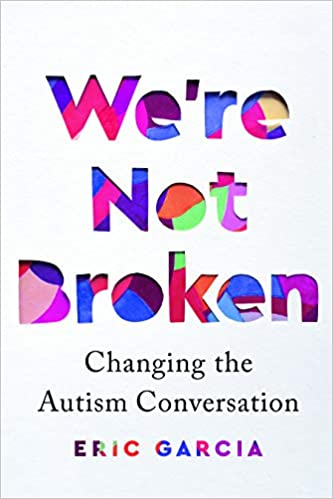 We're
Not
Broken
Changing the
Autism Conversation
ERIC GARCIA